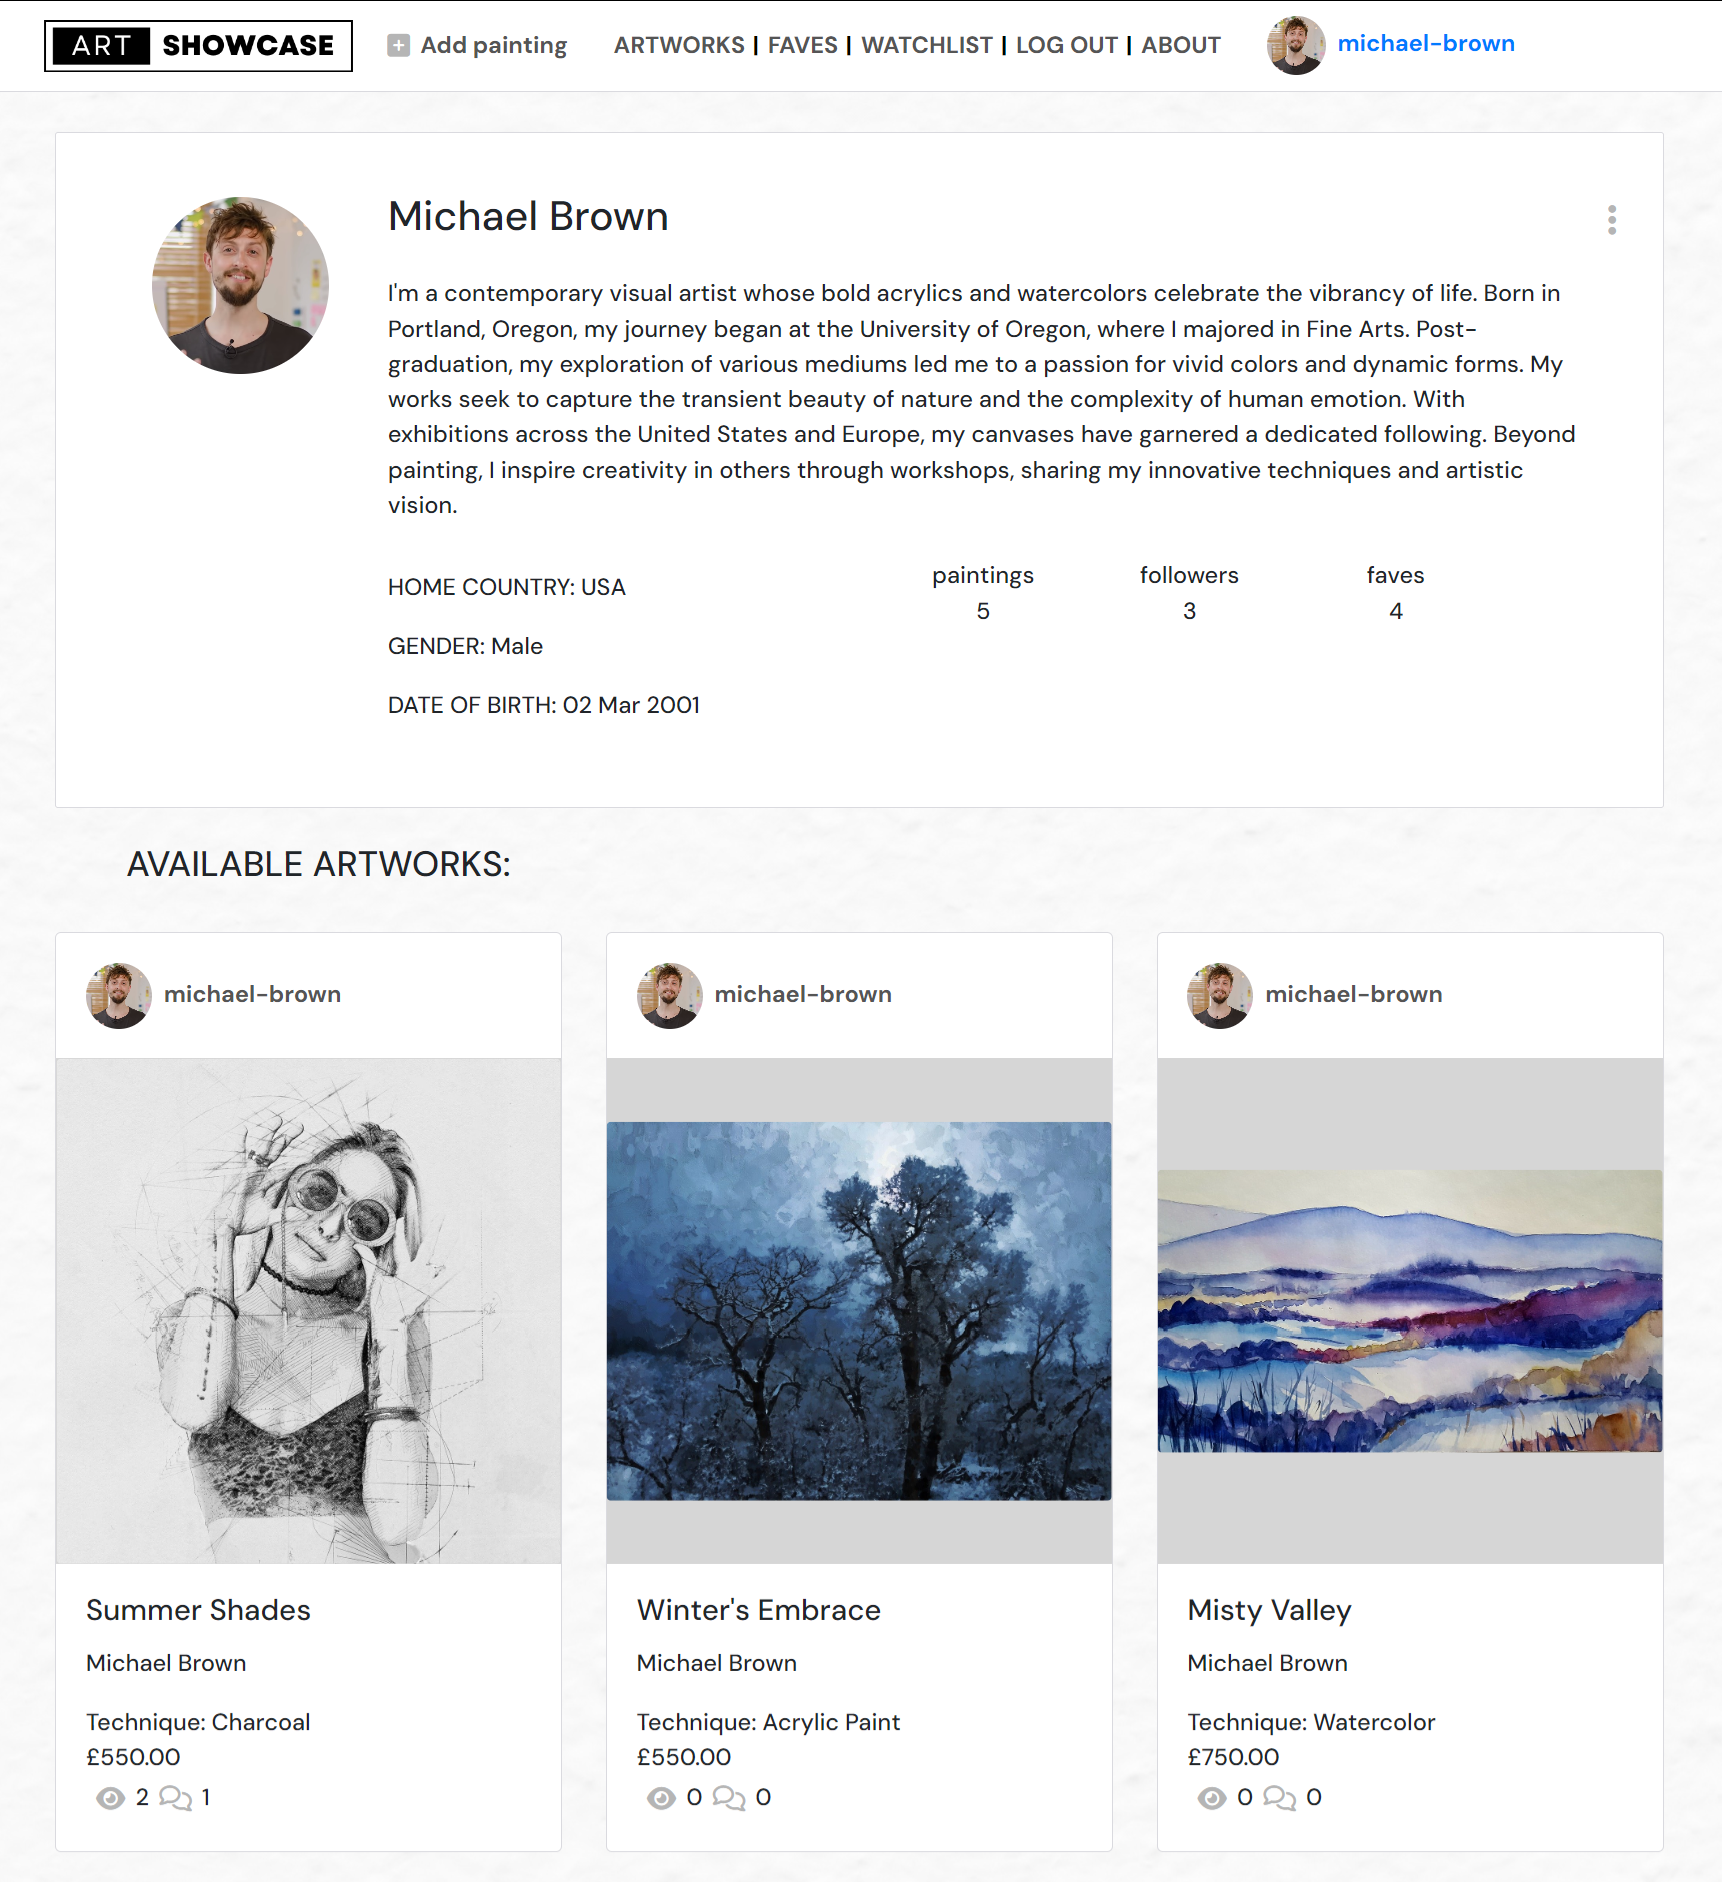 ART SHOWCASE
Add painting
ARTWORKS | FAVES | WATCHLIST | LOG OUT | ABOUT
michael-brown
Michael Brown
I'm a contemporary visual artist whose bold acrylics and watercolors celebrate the vibrancy of life. Born in
Portland, Oregon, my journey began at the University of Oregon, where I majored in Fine Arts. Post-
graduation, my exploration of various mediums led me to a passion for vivid colors and dynamic forms. My
works seek to capture the transient beauty of nature and the complexity of human emotion. With
exhibitions across the United States and Europe, my canvases have garnered a dedicated following. Beyond
painting, I inspire creativity in others through workshops, sharing my innovative techniques and artistic
vision.
HOME COUNTRY: USA
GENDER: Male
DATE OF BIRTH: 02 Mar 2001
paintings
5
followers
3
faves
4
AVAILABLE ARTWORKS:
michael-brown
Summer Shades
Michael Brown
Technique: Charcoal
£550.00
2 1
michael-brown
Winter's Embrace
Michael Brown
Technique: Acrylic Paint
£550.00
0 0
michael-brown
Misty Valley
Michael Brown
Technique: Watercolor
£750.00
0 0